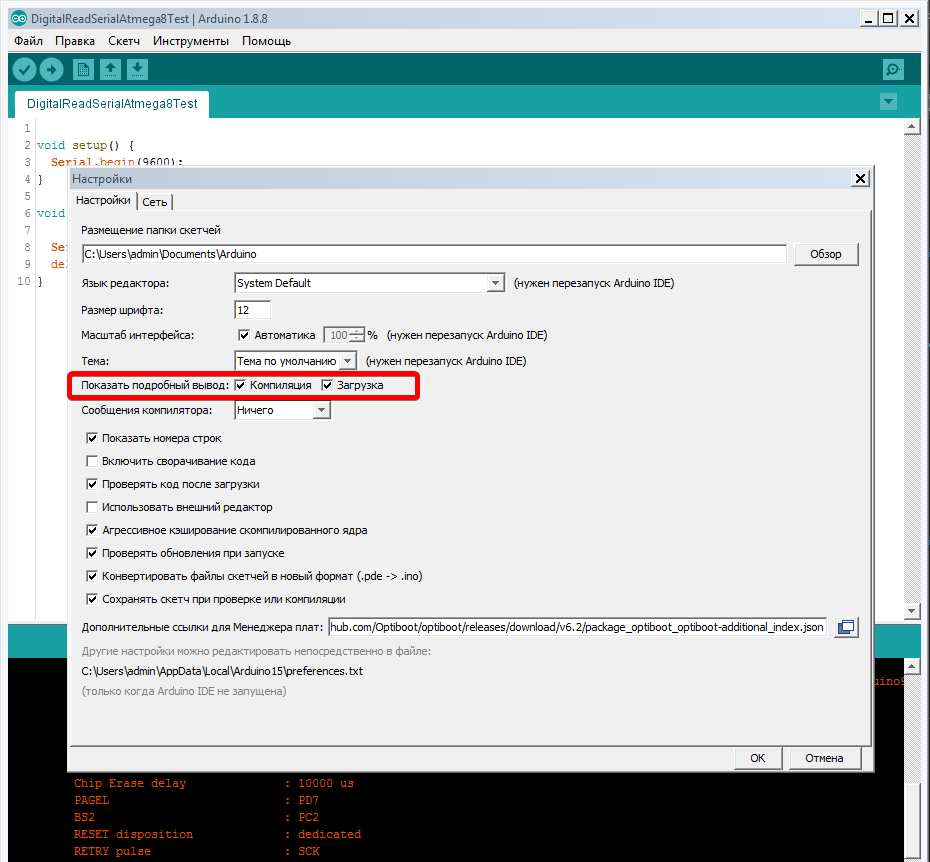 DigitalReadSerialAtmega8Test | Arduino 1.8.8
Файл Правка Скетч Инструменты Помощь
DigitalReadSerialAtmega8Test
1
2 void setup() {
3 Serial.begin(9600);
4 }
5
6 void
7
8 Se
9 del
10 }
Настройки
Настройки Сеть
Размещение папки скетчей
C:\Users\admin\Documents\Arduino Обзор
Язык редактора: System Default (нужен перезапуск Arduino IDE)
Размер шрифта: 12
Масштаб интерфейса: Автоматика 100 % (нужен перезапуск Arduino IDE)
Тема: Тема по умолчанию (нужен перезапуск Arduino IDE)
Показать подробный вывод: Компиляция Загрузка
Сообщения компилятора: Ничего
Показать номера строк
Включить сворачивание кода
Проверять код после загрузки
Использовать внешний редактор
Агрессивное кэширование скомпилированного ядра
Проверять обновления при запуске
Конвертировать файлы скетчей в новый формат (.pde -> .ino)
Сохранять скетч при проверке или компиляции
Дополнительные ссылки для Менеджера плат: hub.com/Optiboot/optiboot/releases/download/v6.2/package_optiboot_optiboot-additional_index.json
Другие настройки можно редактировать непосредственно в файле:
C:\Users\admin\AppData\Local\Arduino15\preferences.txt
(только когда Arduino IDE не запущена)
OK Отмена
Chip Erase delay : 10000 us
PAGEL : PD7
BS2 : PC2
RESET disposition : dedicated
RETRY pulse : SCK